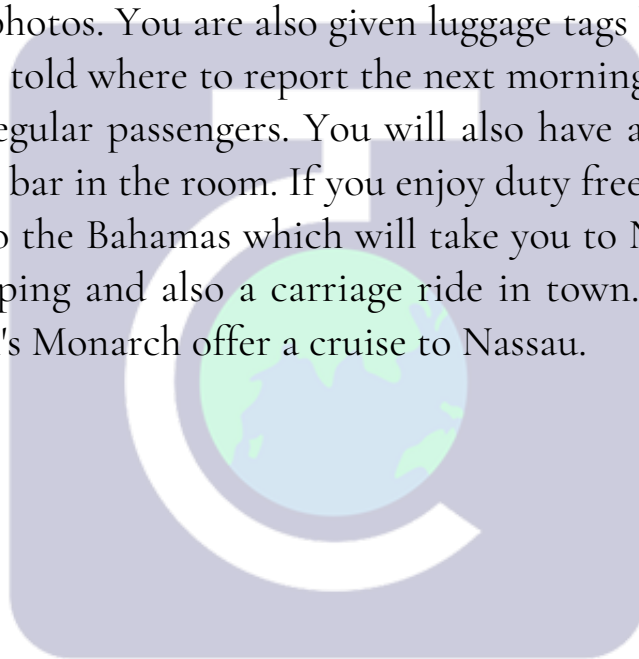 photos. You are also given luggage tags
told where to report the next morning
egular passengers. You will also have a
bar in the room. If you enjoy duty free
o the Bahamas which will take you to N
ping and also a carriage ride in town.
's Monarch offer a cruise to Nassau.